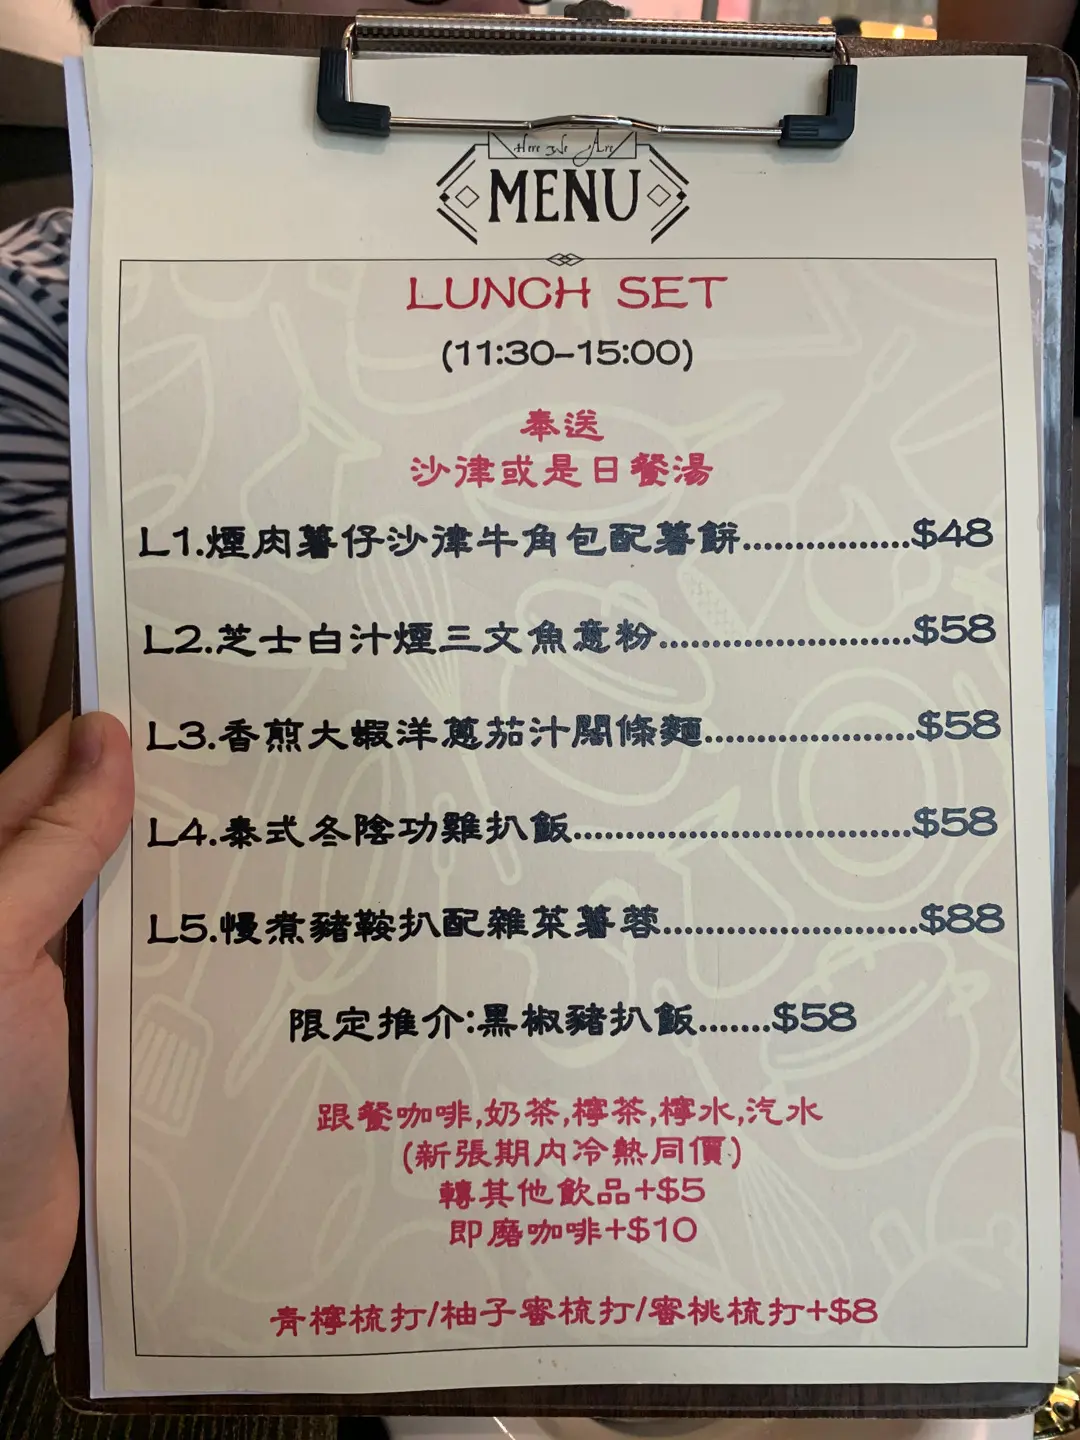 Here We Are
MENU
LUNCH SET
(11:30–15:00)
奉送
沙律或是日餐湯
L1.煙肉薯仔沙律牛角包配薯餅................$48
L2.芝士白汁煙三文魚意粉........................$58
L3.香煎大蝦洋蔥茄汁闊條麵....................$58
L4.泰式冬陰功雞扒飯................................$58
L5.慢煮豬鞍扒配雜菜薯蓉........................$88
限定推介:黑椒豬扒飯.......$58
跟餐咖啡,奶茶,檸茶,檸水,汽水
(新張期內冷熱同價)
轉其他飲品+$5
即磨咖啡+$10
青檸梳打/柚子蜜梳打/蜜桃梳打+$8